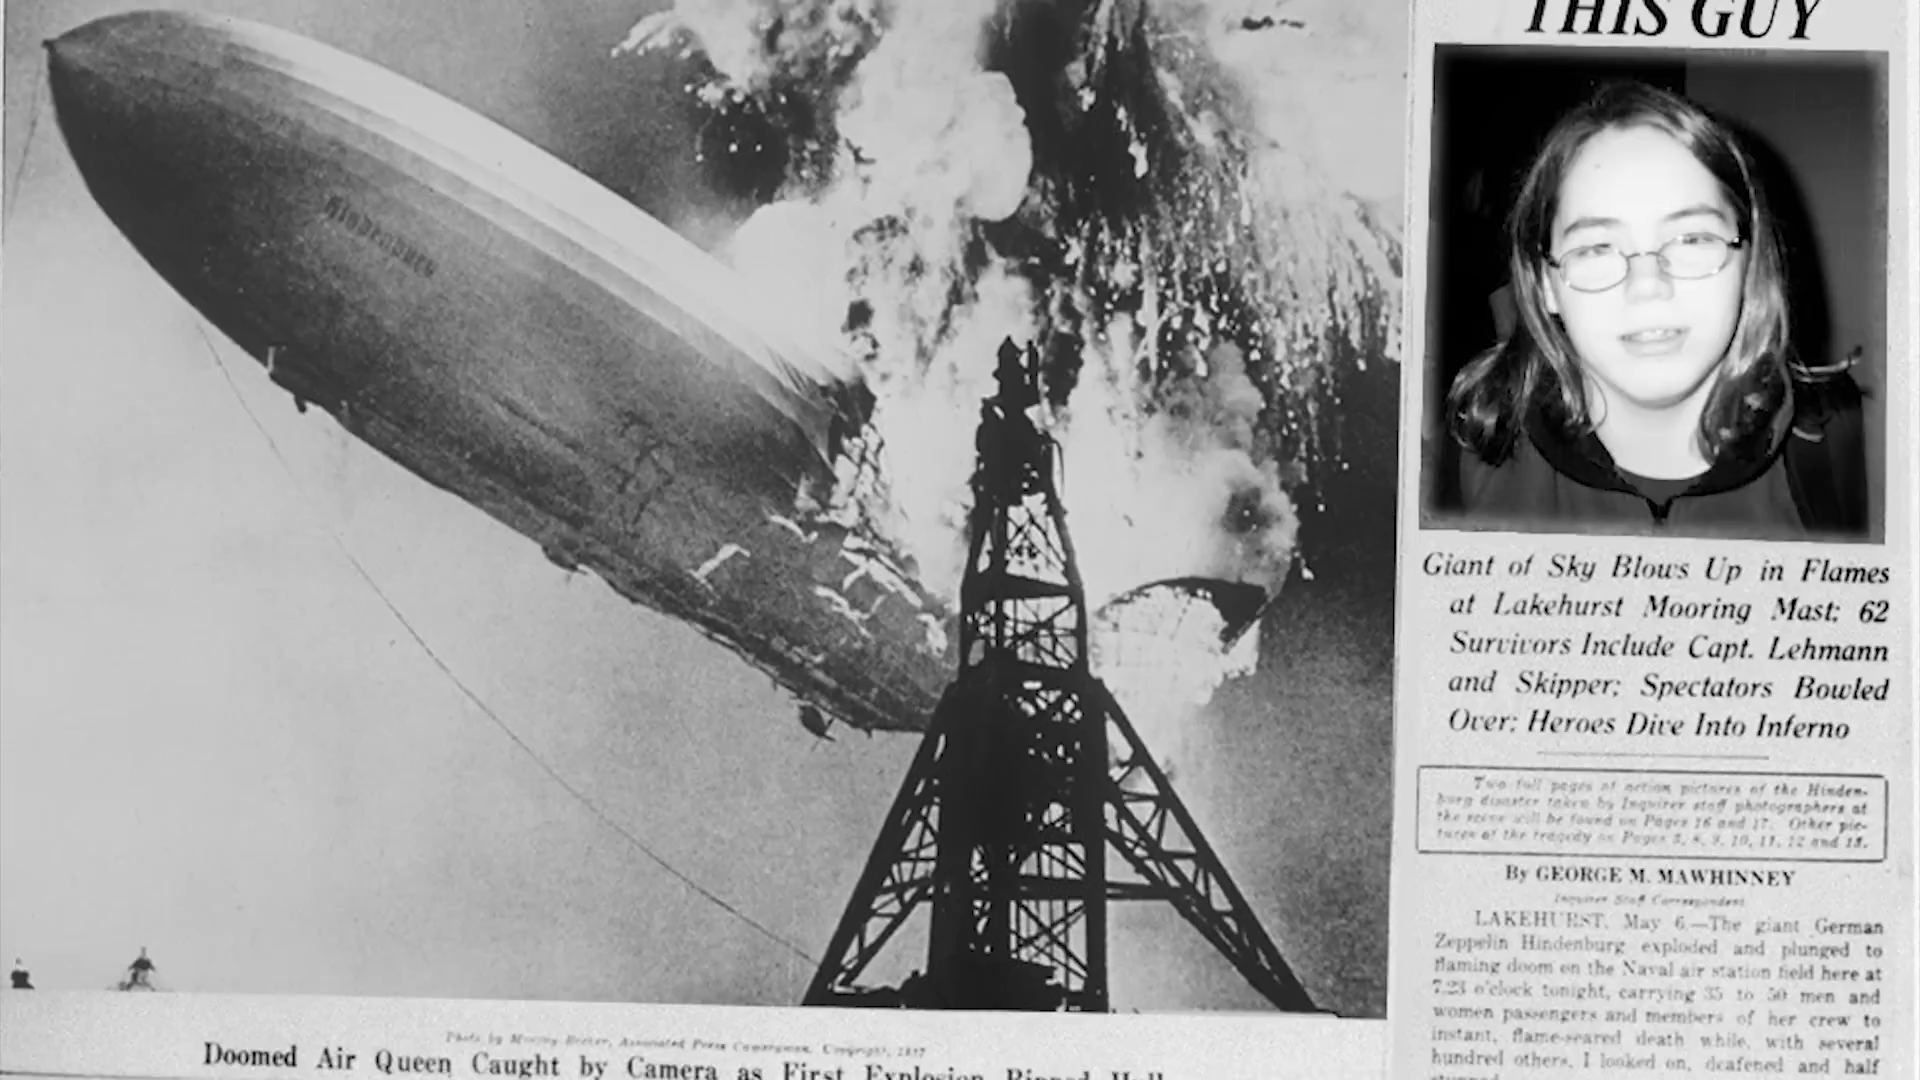 THIS GUY
Hindenburg
Giant of Sky Blows Up in Flames
at Lakehurst Mooring Mast; 62
Survivors Include Capt. Lehmann
and Skipper; Spectators Bowled
Over; Heroes Dive Into Inferno
Two full pages of action pictures of the Hinden-
burg disaster taken by Inquirer staff photographers at
the scene will be found on Pages 16 and 17. Other pic-
tures of the tragedy on Pages 10, 11, 12 and
By GEORGE M. MAWHINNEY
Inquirer Staff Correspondent
LAKEHURST, May 6.—The giant German
Zeppelin Hindenburg exploded and plunged to
flaming doom on the Naval air station field here at
7.23 o'clock tonight, carrying 35 to 50 men and
women passengers and members of her crew to
instant, flame-seared death while, with several
hundred others, I looked on, deafened and half
Photo by Associated Press Cameraman. Copyright, 1937
Doomed Air Queen Caught by Camera as First Explosion Ripped Hull